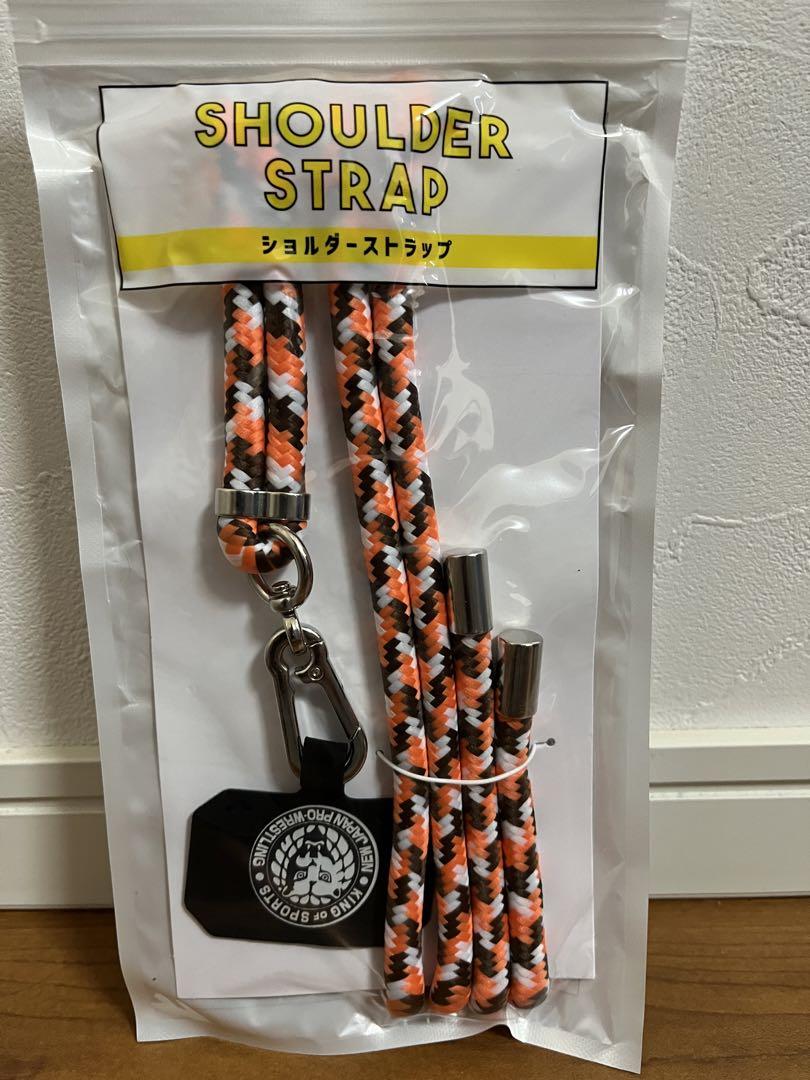 SHOULDER
STRAP
ショルダーストラップ
NEW JAPAN PRO-WRESTLING
• KING OF SPORTS •